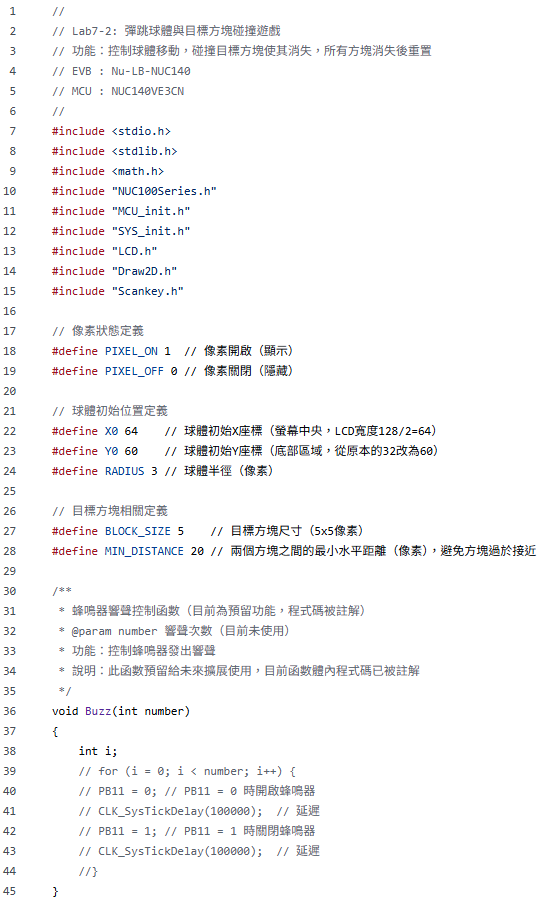 1 //
2 // Lab7-2: 彈跳球體與目標方塊碰撞遊戲
3 // 功能：控制球體移動，碰撞目標方塊使其消失，所有方塊消失後重置
4 // EVB : Nu-LB-NUC140
5 // MCU : NUC140VE3CN
6 //
7 #include <stdio.h>
8 #include <stdlib.h>
9 #include <math.h>
10 #include "NUC100Series.h"
11 #include "MCU_init.h"
12 #include "SYS_init.h"
13 #include "LCD.h"
14 #include "Draw2D.h"
15 #include "Scankey.h"
16
17 // 像素狀態定義
18 #define PIXEL_ON 1  // 像素開啟（顯示）
19 #define PIXEL_OFF 0 // 像素關閉（隱藏）
20
21 // 球體初始位置定義
22 #define X0 64    // 球體初始X座標（螢幕中央，LCD寬度128/2=64）
23 #define Y0 60    // 球體初始Y座標（底部區域，從原本的32改為60）
24 #define RADIUS 3 // 球體半徑（像素）
25
26 // 目標方塊相關定義
27 #define BLOCK_SIZE 5    // 目標方塊尺寸（5x5像素）
28 #define MIN_DISTANCE 20 // 兩個方塊之間的最小水平距離（像素），避免方塊過於接近
29
30 /**
31  * 蜂鳴器響聲控制函數（目前為預留功能，程式碼被註解）
32  * @param number 響聲次數（目前未使用）
33  * 功能：控制蜂鳴器發出響聲
34  * 說明：此函數預留給未來擴展使用，目前函數體內程式碼已被註解
35  */
36 void Buzz(int number)
37 {
38     int i;
39     // for (i = 0; i < number; i++) {
40     // PB11 = 0; // PB11 = 0 時開啟蜂鳴器
41     // CLK_SysTickDelay(100000);  // 延遲
42     // PB11 = 1; // PB11 = 1 時關閉蜂鳴器
43     // CLK_SysTickDelay(100000);  // 延遲
44     //}
45 }